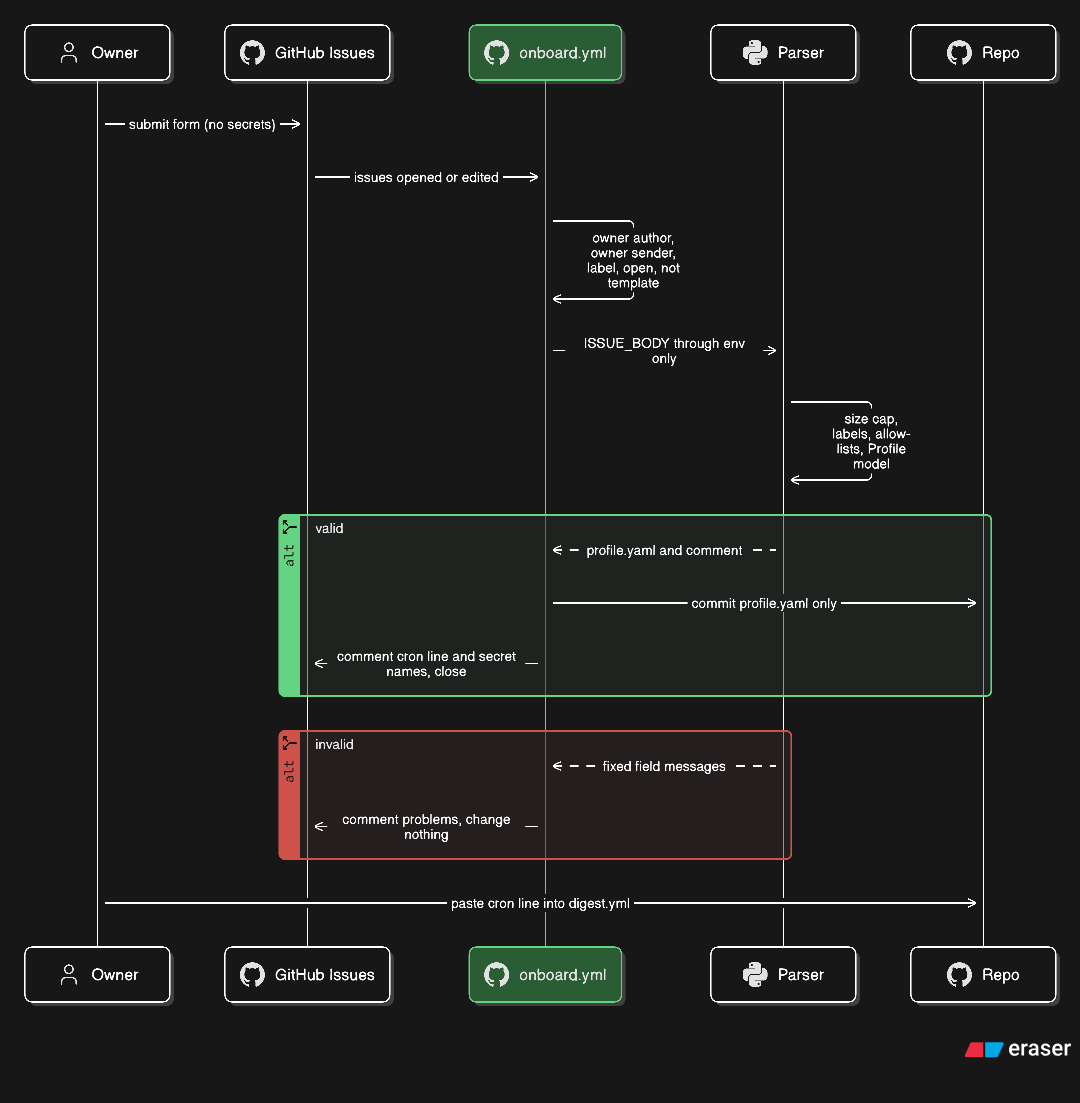 Owner
GitHub Issues
onboard.yml
Parser
Repo
submit form (no secrets)
issues opened or edited
owner author,
owner sender,
label, open, not
template
ISSUE_BODY through env
only
size cap,
labels, allow-
lists, Profile
model
alt
valid
profile.yaml and comment
commit profile.yaml only
comment cron line and secret
names, close
alt
invalid
fixed field messages
comment problems, change
nothing
paste cron line into digest.yml
Owner
GitHub Issues
onboard.yml
Parser
Repo
eraser